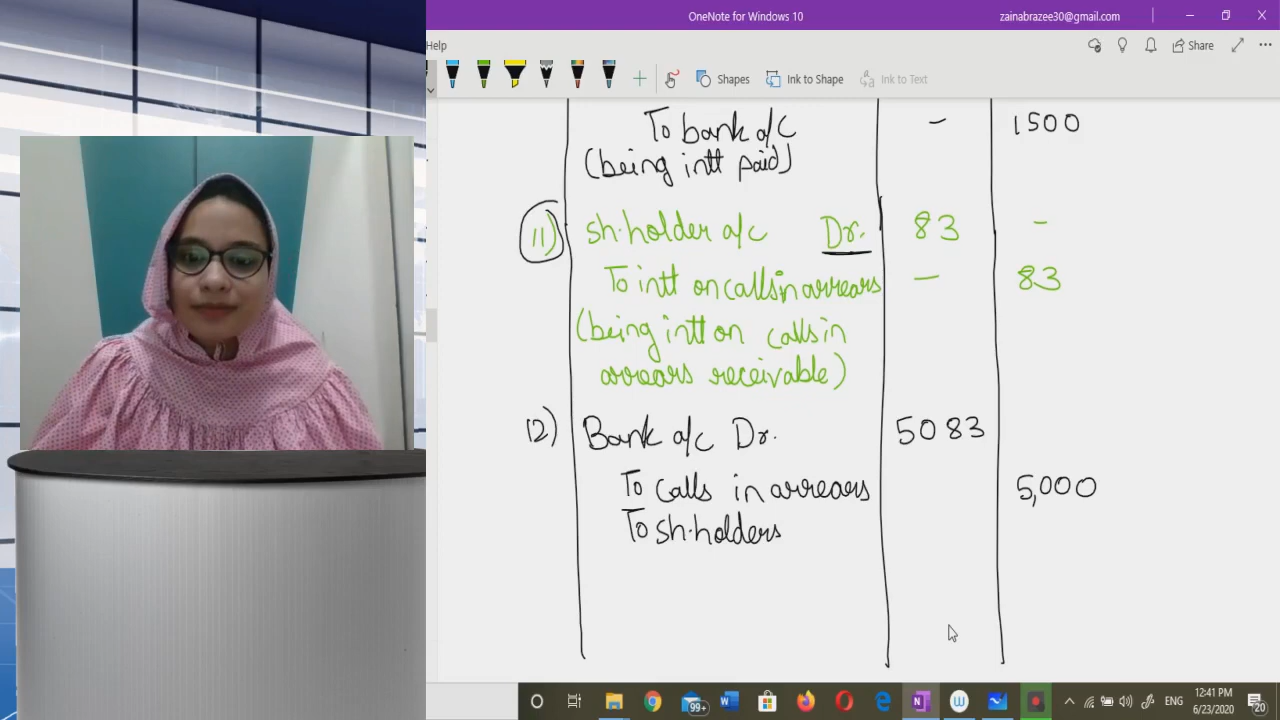 OneNote for Windows 10
zainabrazee30@gmail.com
Help
Share
Shapes
Ink to Shape
Ink to Text
To bank a/c - 1500
(being intt paid)
11) sh.holder a/c Dr. 83 -
To intt on calls in arrears - 83
(being intt on calls in
arrears receivable)
12) Bank a/c Dr. 5083
To calls in arrears 5,000
To sh.holders
99+
ENG
12:41 PM
6/23/2020
20